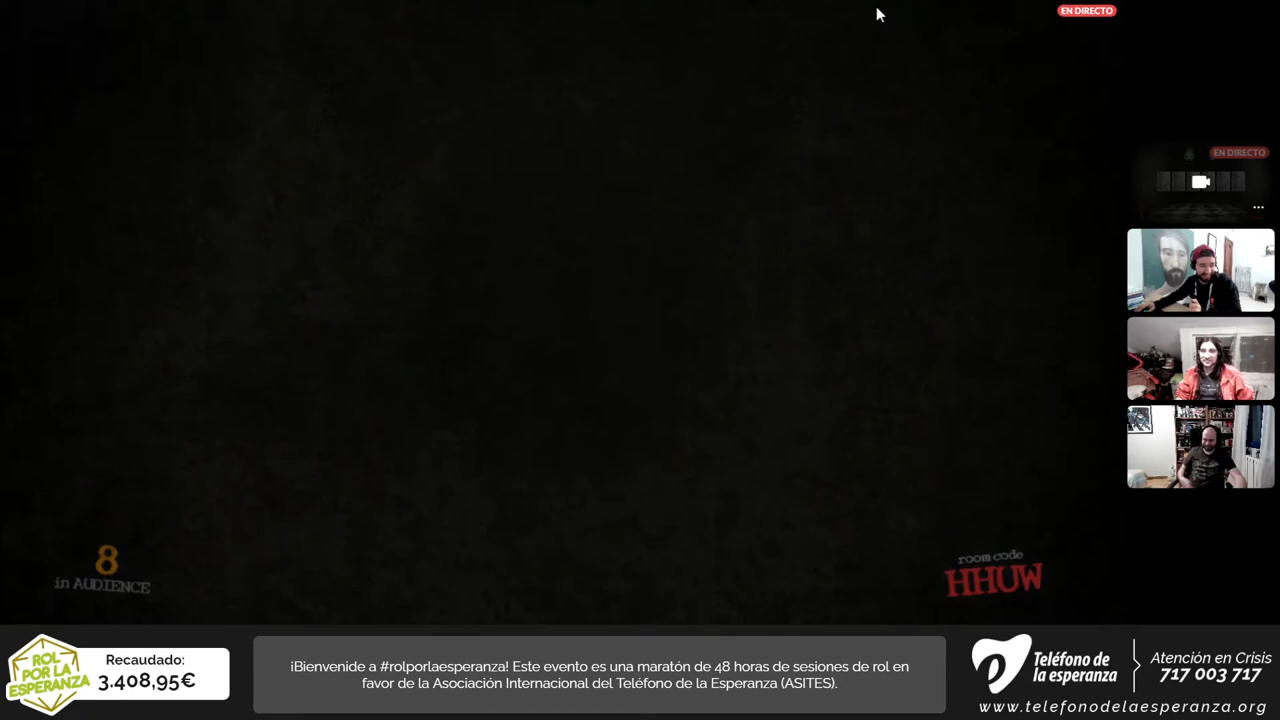 EN DIRECTO
EN DIRECTO
8
in AUDIENCE
room code
HHUW
ROL
POR LA
ESPERANZA
Recaudado:
3.408,95€
¡Bienvenide a #rolporlaesperanza! Este evento es una maratón de 48 horas de sesiones de rol en
favor de la Asociación Internacional del Teléfono de la Esperanza (ASITES).
Teléfono de
la esperanza
Atención en Crisis
717 003 717
www.telefonodelaesperanza.org